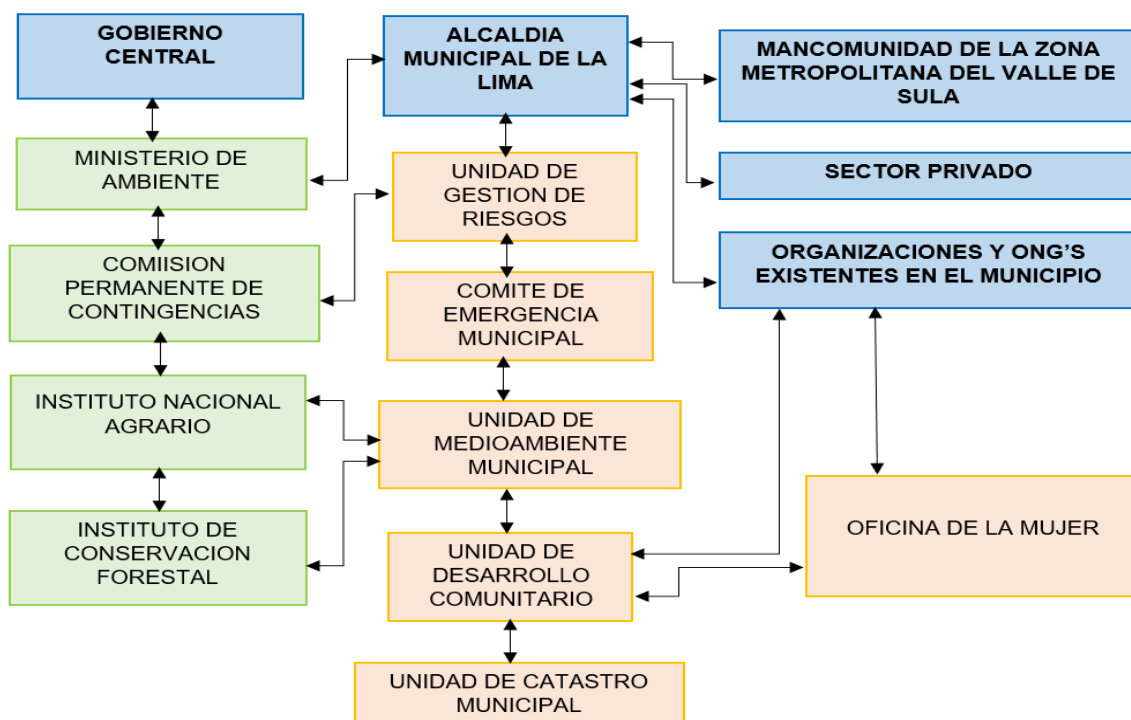 GOBIERNO
CENTRAL
ALCALDIA
MUNICIPAL DE LA
LIMA
MANCOMUNIDAD DE LA ZONA
METROPOLITANA DEL VALLE DE
SULA
MINISTERIO DE
AMBIENTE
UNIDAD DE
GESTION DE
RIESGOS
SECTOR PRIVADO
COMIISION
PERMANENTE DE
CONTINGENCIAS
COMITE DE
EMERGENCIA
MUNICIPAL
ORGANIZACIONES Y ONG’S
EXISTENTES EN EL MUNICIPIO
INSTITUTO NACIONAL
AGRARIO
UNIDAD DE
MEDIOAMBIENTE
MUNICIPAL
INSTITUTO DE
CONSERVACION
FORESTAL
UNIDAD DE
DESARROLLO
COMUNITARIO
OFICINA DE LA MUJER
UNIDAD DE CATASTRO
MUNICIPAL